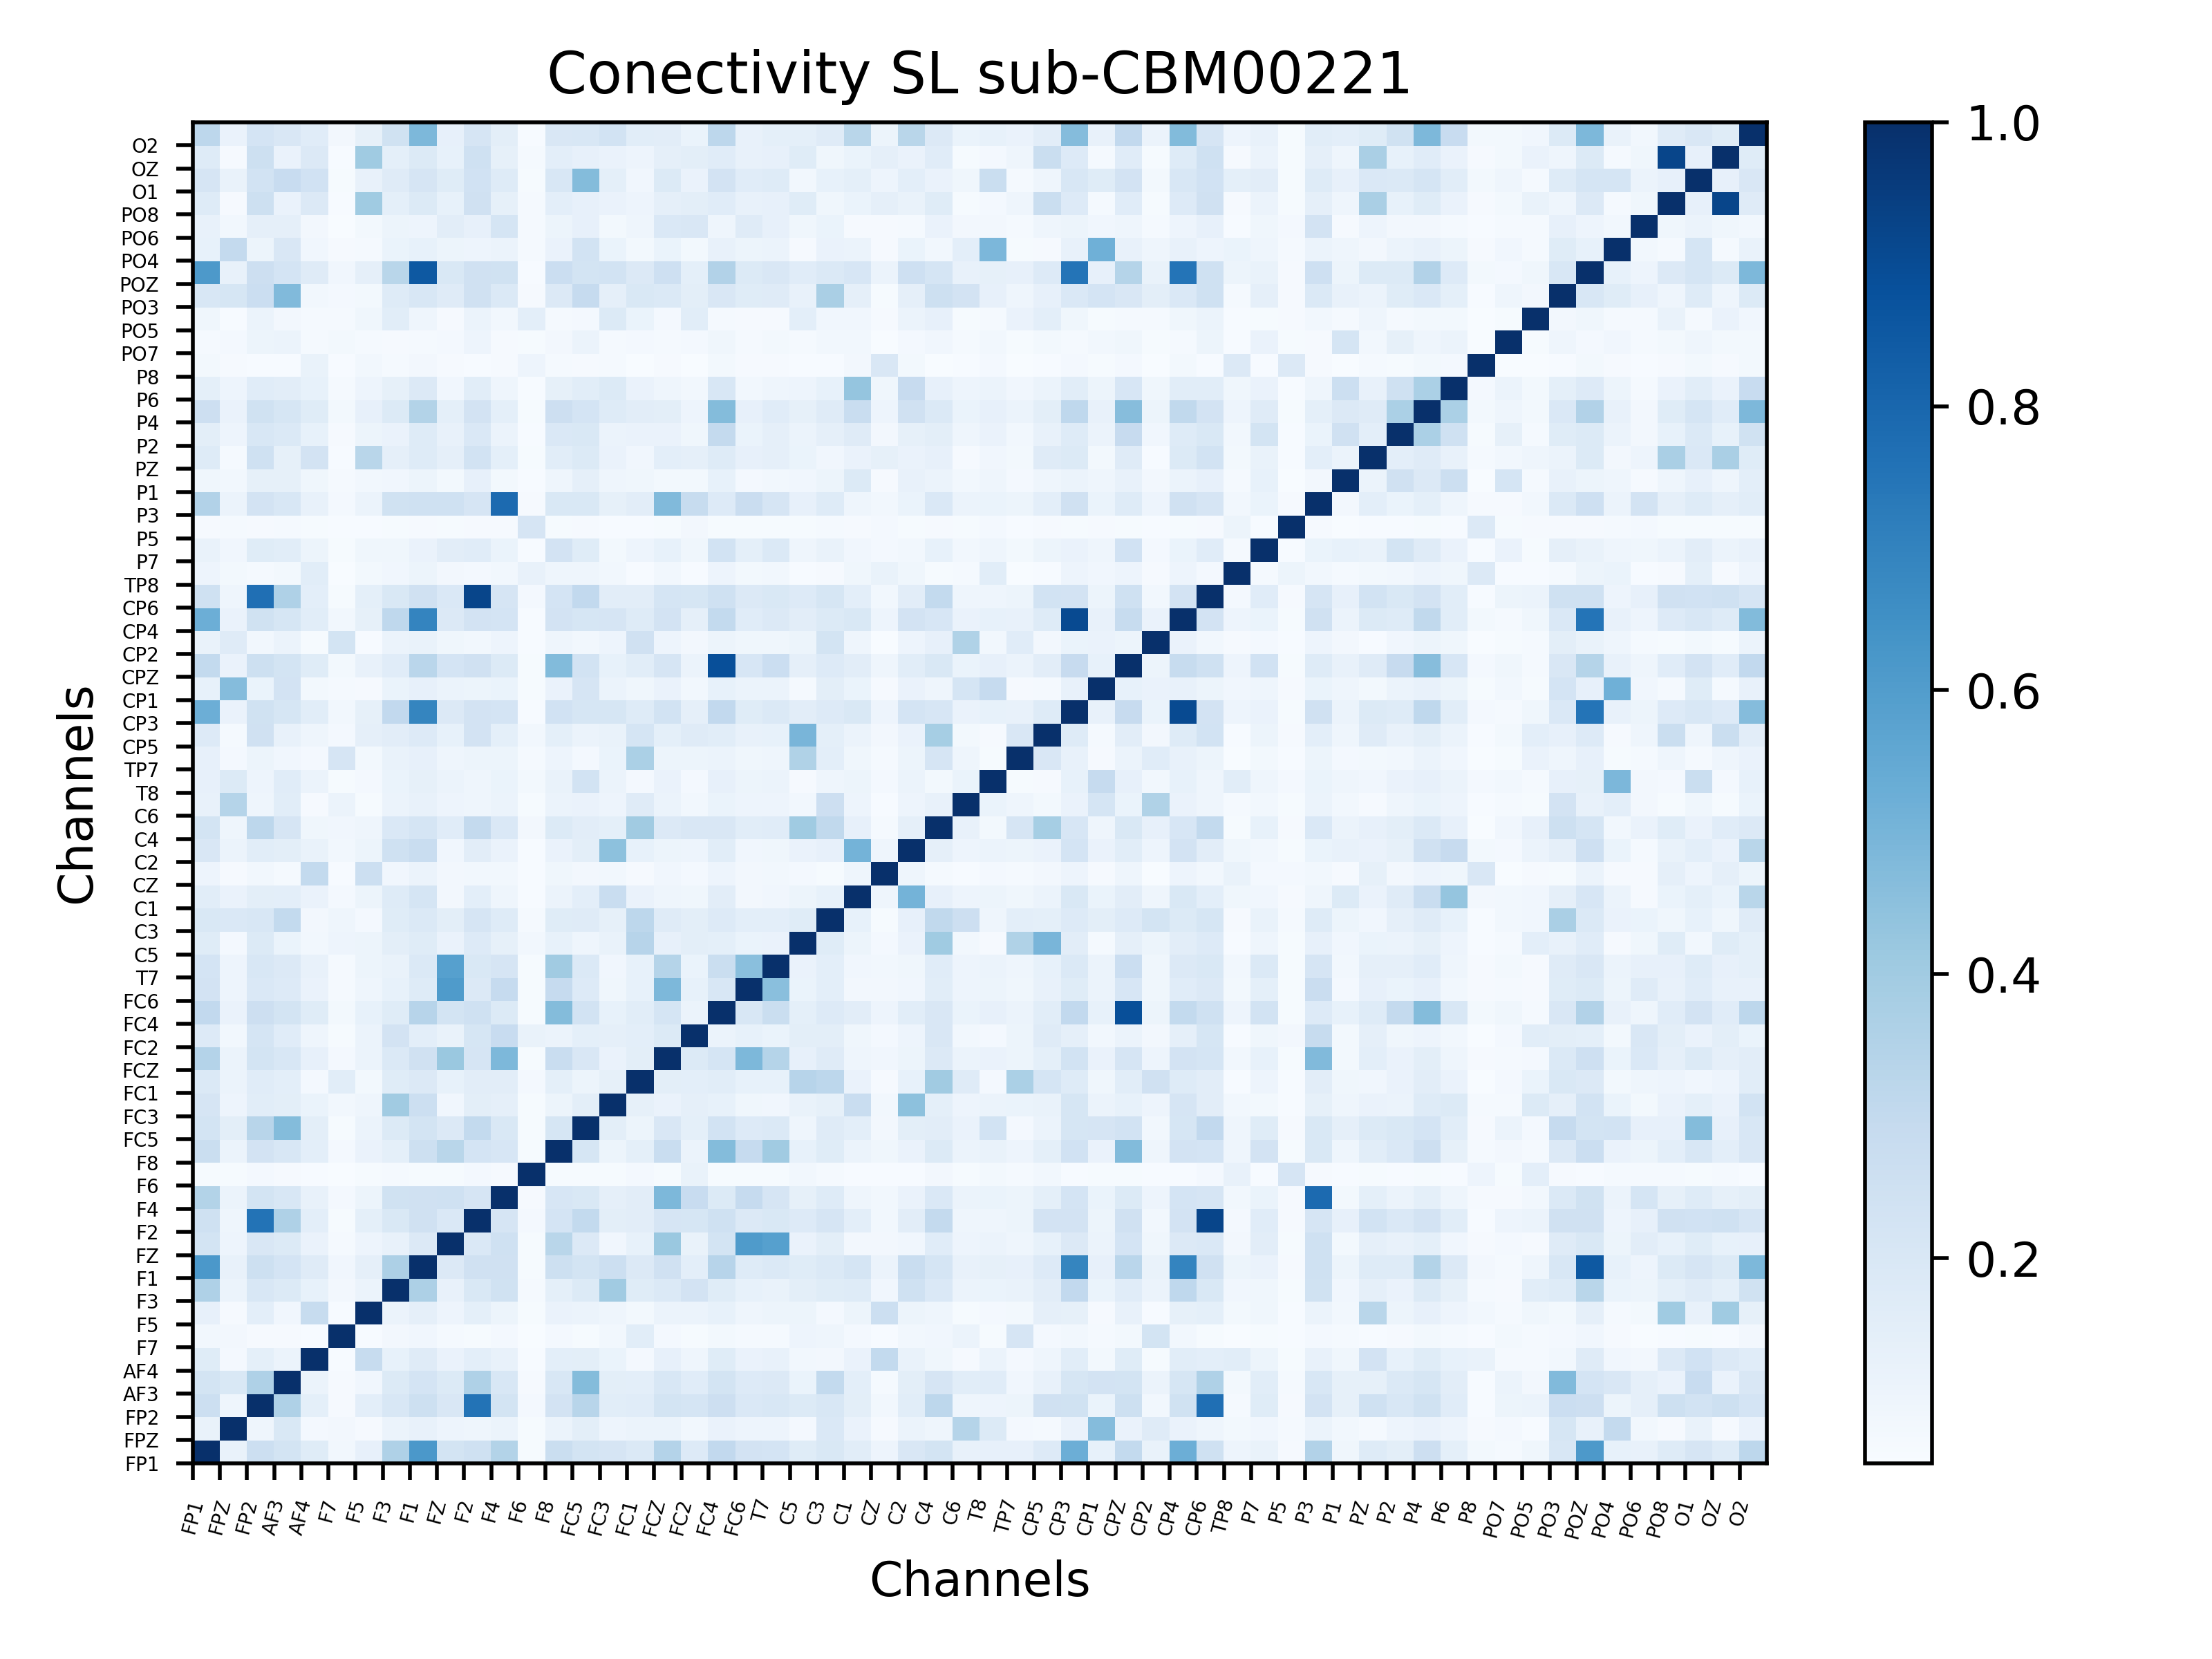 Conectivity SL sub-CBM00221
Channels
O2
OZ
O1
PO8
PO6
PO4
POZ
PO3
PO5
PO7
P8
P6
P4
P2
PZ
P1
P3
P5
P7
TP8
CP6
CP4
CP2
CPZ
CP1
CP3
CP5
TP7
T8
C6
C4
C2
CZ
C1
C3
C5
T7
FC6
FC4
FC2
FCZ
FC1
FC3
FC5
F8
F6
F4
F2
FZ
F1
F3
F5
F7
AF4
AF3
FP2
FPZ
FP1
FP1 FPZ FP2 AF3 AF4 F7 F5 F3 F1 FZ F2 F4 F6 F8 FC5 FC3 FC1 FCZ FC2 FC4 FC6 T7 C5 C3 C1 CZ C2 C4 C6 T8 TP7 CP5 CP3 CP1 CPZ CP2 CP4 CP6 TP8 P7 P5 P3 P1 PZ P2 P4 P6 P8 PO7 PO5 PO3 POZ PO4 PO6 PO8 O1 OZ O2
Channels
1.0
0.8
0.6
0.4
0.2